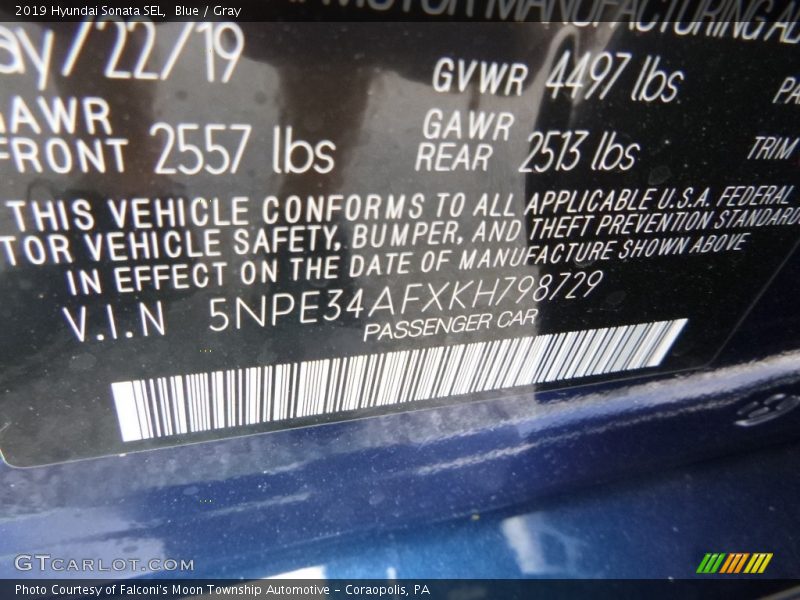 2019 Hyundai Sonata SEL, Blue / Gray
MOTOR MANUFACTURING
ay/22/19
GVWR 4497 lbs
GAWR FRONT 2557 lbs
GAWR REAR 2513 lbs
TRIM
THIS VEHICLE CONFORMS TO ALL APPLICABLE U.S.A. FEDERAL
TOR VEHICLE SAFETY, BUMPER, AND THEFT PREVENTION STANDARD
IN EFFECT ON THE DATE OF MANUFACTURE SHOWN ABOVE
V.I.N 5NPE34AFXKH798729
PASSENGER CAR
GTCARLOT.COM
Photo Courtesy of Falconi's Moon Township Automotive – Coraopolis, PA